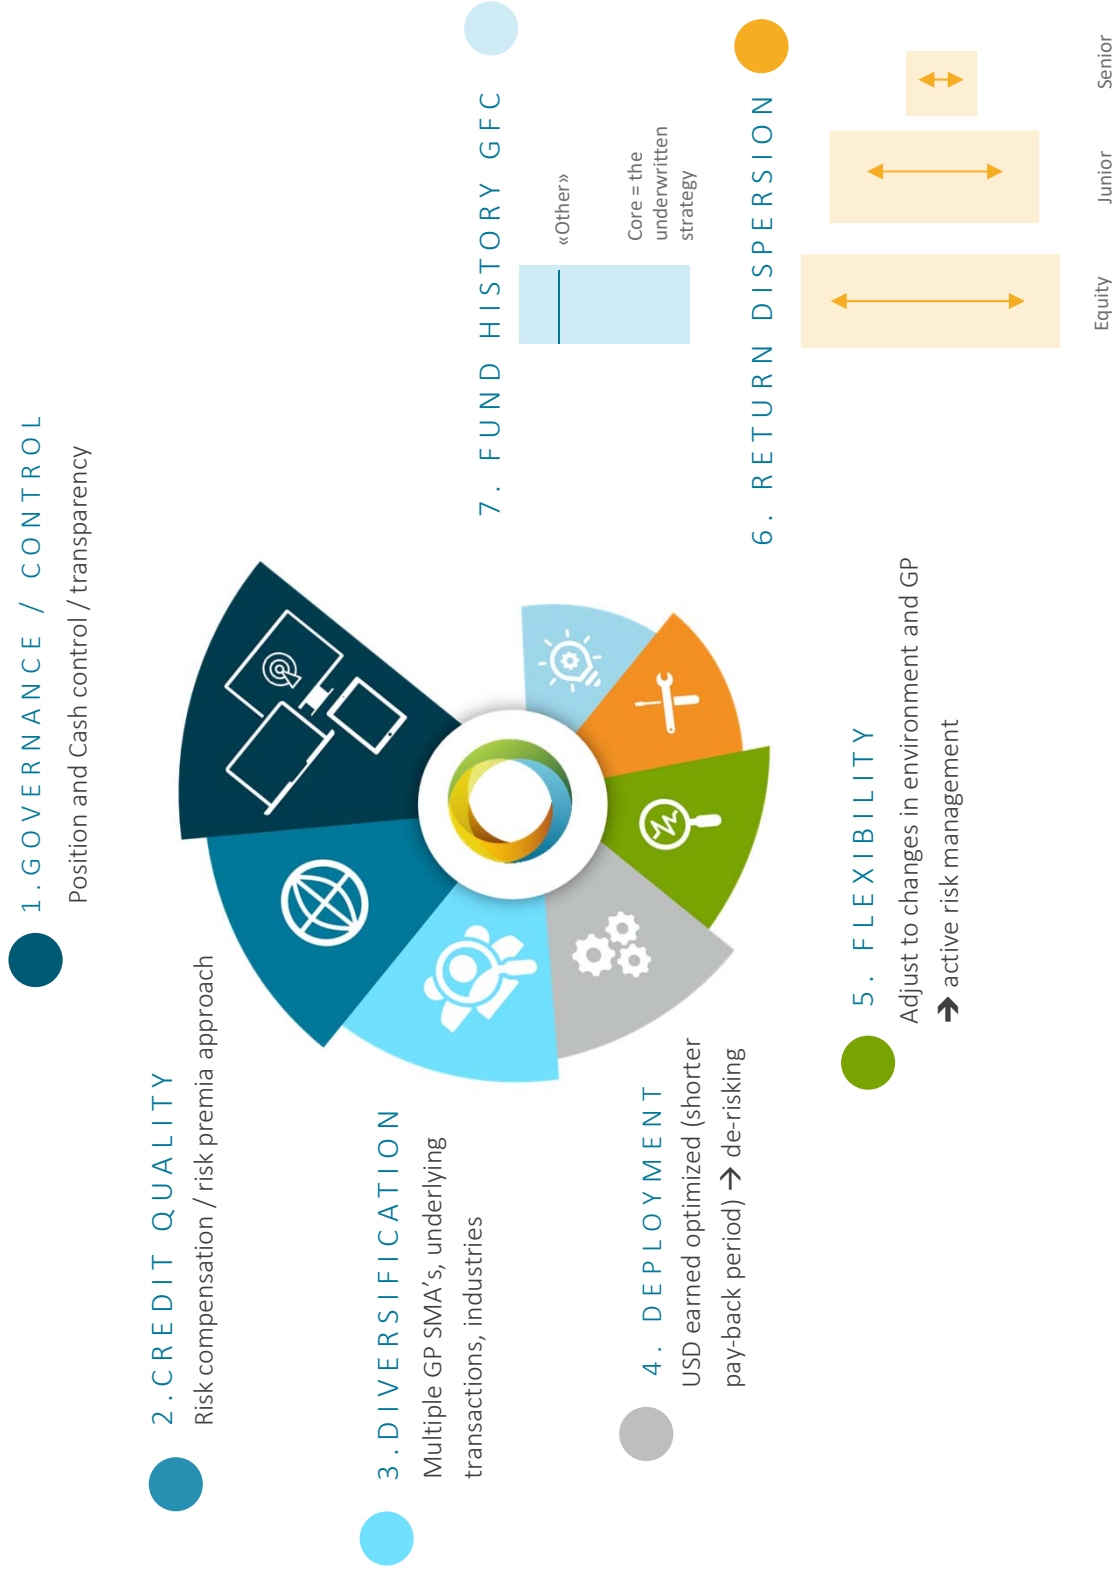 1.GOVERNANCE / CONTROL
Position and Cash control / transparency
2.CREDIT QUALITY
Risk compensation / risk premia approach
3.DIVERSIFICATION
Multiple GP SMA's, underlying
transactions, industries
4. DEPLOYMENT
USD earned optimized (shorter
pay-back period) → de-risking
5. FLEXIBILITY
Adjust to changes in environment and GP
→ active risk management
6. RETURN DISPERSION
Equity
Junior
Senior
7. FUND HISTORY GFC
«Other»
Core = the
underwritten
strategy